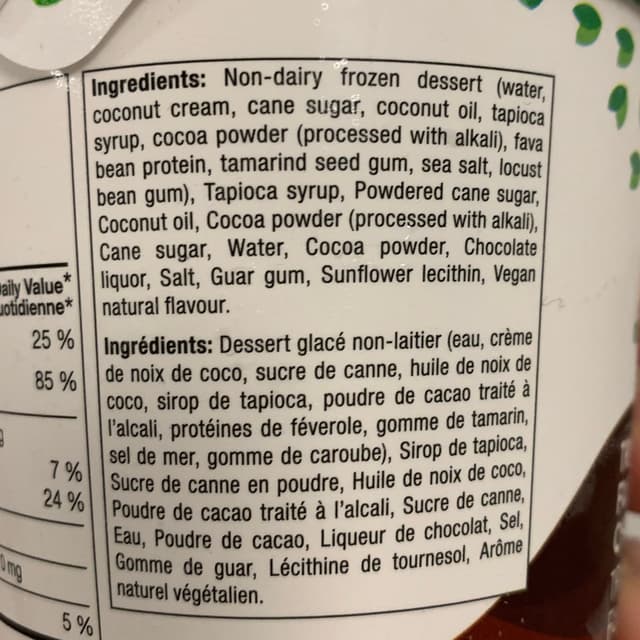 Ingredients: Non-dairy frozen dessert (water,
coconut cream, cane sugar, coconut oil, tapioca
syrup, cocoa powder (processed with alkali), fava
bean protein, tamarind seed gum, sea salt, locust
bean gum), Tapioca syrup, Powdered cane sugar,
Coconut oil, Cocoa powder (processed with alkali),
Cane sugar, Water, Cocoa powder, Chocolate
liquor, Salt, Guar gum, Sunflower lecithin, Vegan
natural flavour.
Ingrédients: Dessert glacé non-laitier (eau, crème
de noix de coco, sucre de canne, huile de noix de
coco, sirop de tapioca, poudre de cacao traité à
l'alcali, protéines de féverole, gomme de tamarin,
sel de mer, gomme de caroube), Sirop de tapioca,
Sucre de canne en poudre, Huile de noix de coco,
Poudre de cacao traité à l'alcali, Sucre de canne,
Eau, Poudre de cacao, Liqueur de chocolat, Sel,
Gomme de guar, Lécithine de tournesol, Arôme
naturel végétalien.
aily Value*
uotidienne*
25 %
85 %
7 %
24 %
0 mg
5 %